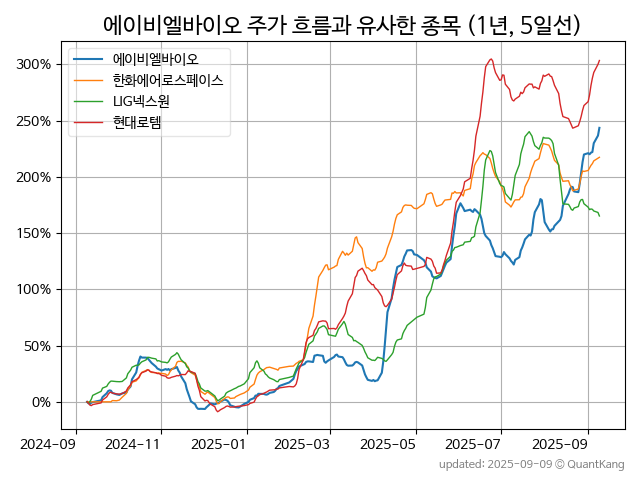 에이비엘바이오 주가 흐름과 유사한 종목 (1년, 5일선)
에이비엘바이오
한화에어로스페이스
LIG넥스원
현대로템
300%
250%
200%
150%
100%
50%
0%
2024-09 2024-11 2025-01 2025-03 2025-05 2025-07 2025-09
updated: 2025-09-09 © QuantKang